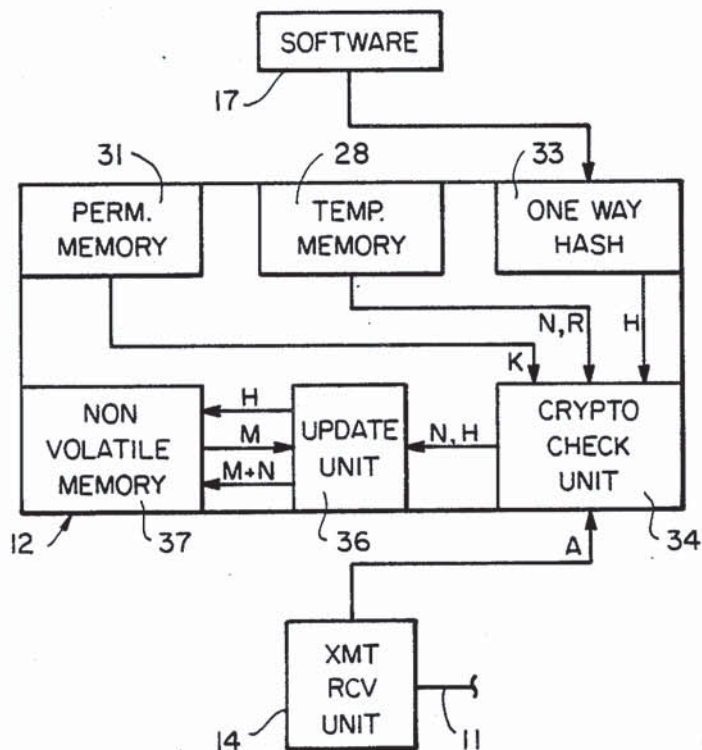 SOFTWARE
17
31
28
33
PERM.
MEMORY
TEMP.
MEMORY
ONE WAY
HASH
N,R
H
K
NON
VOLATILE
MEMORY
H
M
M+N
UPDATE
UNIT
N,H
CRYPTO
CHECK
UNIT
12
37
36
34
A
XMT
RCV
UNIT
14
11